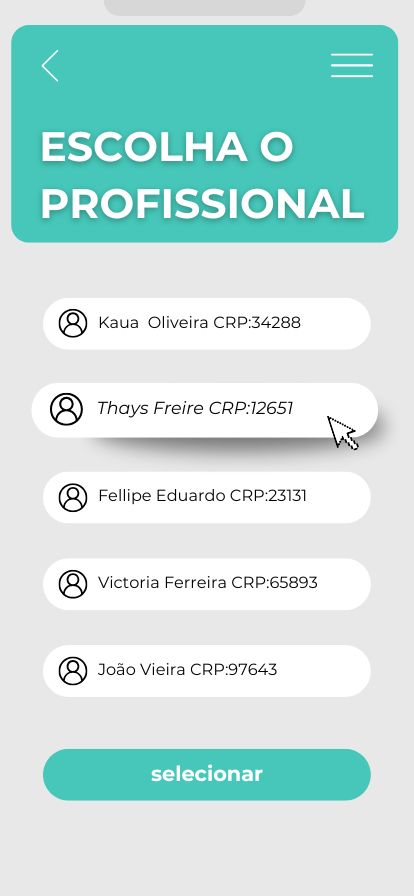 ESCOLHA O
PROFISSIONAL
Kaua Oliveira CRP:34288
Thays Freire CRP:12651
Fellipe Eduardo CRP:23131
Victoria Ferreira CRP:65893
João Vieira CRP:97643
selecionar